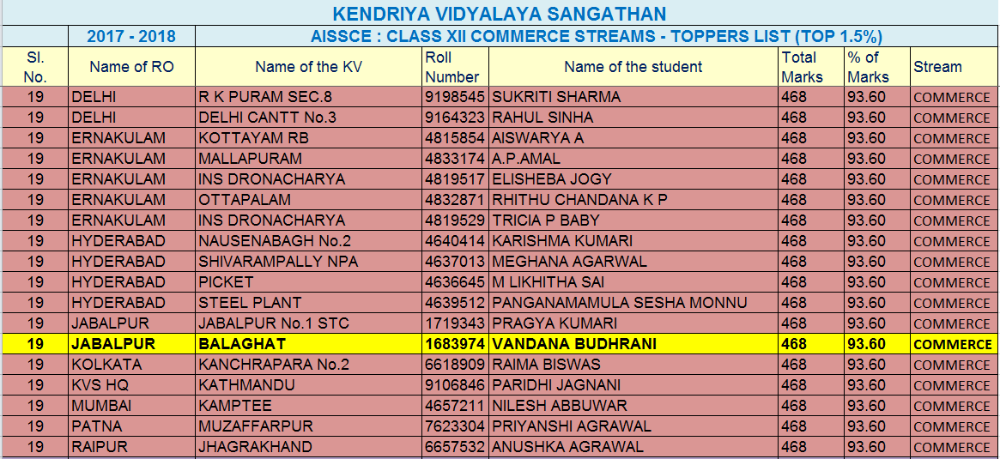 KENDRIYA VIDYALAYA SANGATHAN
2017 - 2018 AISSCE : CLASS XII COMMERCE STREAMS - TOPPERS LIST (TOP 1.5%)
Sl. No. Name of RO Name of the KV Roll Number Name of the student Total Marks % of Marks Stream
19 DELHI R K PURAM SEC.8 9198545 SUKRITI SHARMA 468 93.60 COMMERCE
19 DELHI DELHI CANTT No.3 9164323 RAHUL SINHA 468 93.60 COMMERCE
19 ERNAKULAM KOTTAYAM RB 4815854 AISWARYA A 468 93.60 COMMERCE
19 ERNAKULAM MALLAPURAM 4833174 A.P.AMAL 468 93.60 COMMERCE
19 ERNAKULAM INS DRONACHARYA 4819517 ELISHEBA JOGY 468 93.60 COMMERCE
19 ERNAKULAM OTTAPALAM 4832871 RHITHU CHANDANA K P 468 93.60 COMMERCE
19 ERNAKULAM INS DRONACHARYA 4819529 TRICIA P BABY 468 93.60 COMMERCE
19 HYDERABAD NAUSENABAGH No.2 4640414 KARISHMA KUMARI 468 93.60 COMMERCE
19 HYDERABAD SHIVARAMPALLY NPA 4637013 MEGHANA AGARWAL 468 93.60 COMMERCE
19 HYDERABAD PICKET 4636645 M LIKHITHA SAI 468 93.60 COMMERCE
19 HYDERABAD STEEL PLANT 4639512 PANGANAMAMULA SESHA MONNU 468 93.60 COMMERCE
19 JABALPUR JABALPUR No.1 STC 1719343 PRAGYA KUMARI 468 93.60 COMMERCE
19 JABALPUR BALAGHAT 1683974 VANDANA BUDHRANI 468 93.60 COMMERCE
19 KOLKATA KANCHRAPARA No.2 6618909 RAIMA BISWAS 468 93.60 COMMERCE
19 KVS HQ KATHMANDU 9106846 PARIDHI JAGNANI 468 93.60 COMMERCE
19 MUMBAI KAMPTEE 4657211 NILESH ABBUWAR 468 93.60 COMMERCE
19 PATNA MUZAFFARPUR 7623304 PRIYANSHI AGRAWAL 468 93.60 COMMERCE
19 RAIPUR JHAGRAKHAND 6657532 ANUSHKA AGRAWAL 468 93.60 COMMERCE